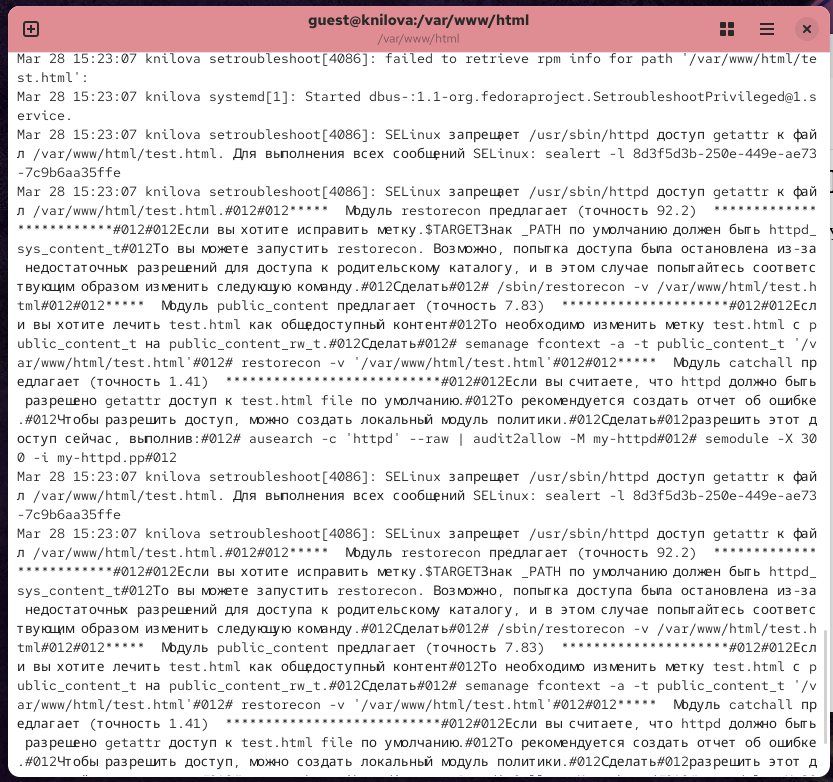 guest@knilova:/var/www/html
/var/www/html
Mar 28 15:23:07 knilova setroubleshoot[4086]: failed to retrieve rpm info for path '/var/www/html/te
st.html':
Mar 28 15:23:07 knilova systemd[1]: Started dbus-:1.1-org.fedoraproject.SetroubleshootPrivileged@1.s
ervice.
Mar 28 15:23:07 knilova setroubleshoot[4086]: SELinux запрещает /usr/sbin/httpd доступ getattr к фай
л /var/www/html/test.html. Для выполнения всех сообщений SELinux: sealert -l 8d3f5d3b-250e-449e-ae73
-7c9b6aa35ffe
Mar 28 15:23:07 knilova setroubleshoot[4086]: SELinux запрещает /usr/sbin/httpd доступ getattr к фай
л /var/www/html/test.html.#012#012***** Модуль restorecon предлагает (точность 92.2) *************
************#012#012Если вы хотите исправить метку.$TARGETЗнак _PATH по умолчанию должен быть httpd_
sys_content_t#012То вы можете запустить restorecon. Возможно, попытка доступа была остановлена из-за
недостаточных разрешений для доступа к родительскому каталогу, и в этом случае попытайтесь соответс
твующим образом изменить следующую команду.#012Сделать#012# /sbin/restorecon -v /var/www/html/test.h
tml#012#012***** Модуль public_content предлагает (точность 7.83) *********************#012#012Есл
и вы хотите лечить test.html как общедоступный контент#012То необходимо изменить метку test.html с p
ublic_content_t на public_content_rw_t.#012Сделать#012# semanage fcontext -a -t public_content_t '/v
ar/www/html/test.html'#012# restorecon -v '/var/www/html/test.html'#012#012***** Модуль catchall пр
едлагает (точность 1.41) ***************************#012#012Если вы считаете, что httpd должно быть
разрешено getattr доступ к test.html file по умолчанию.#012То рекомендуется создать отчет об ошибке
.#012Чтобы разрешить доступ, можно создать локальный модуль политики.#012Сделать#012разрешить этот д
оступ сейчас, выполнив:#012# ausearch -c 'httpd' --raw | audit2allow -M my-httpd#012# semodule -X 30
0 -i my-httpd.pp#012
Mar 28 15:23:07 knilova setroubleshoot[4086]: SELinux запрещает /usr/sbin/httpd доступ getattr к фай
л /var/www/html/test.html. Для выполнения всех сообщений SELinux: sealert -l 8d3f5d3b-250e-449e-ae73
-7c9b6aa35ffe
Mar 28 15:23:07 knilova setroubleshoot[4086]: SELinux запрещает /usr/sbin/httpd доступ getattr к фай
л /var/www/html/test.html.#012#012***** Модуль restorecon предлагает (точность 92.2) *************
************#012#012Если вы хотите исправить метку.$TARGETЗнак _PATH по умолчанию должен быть httpd_
sys_content_t#012То вы можете запустить restorecon. Возможно, попытка доступа была остановлена из-за
недостаточных разрешений для доступа к родительскому каталогу, и в этом случае попытайтесь соответс
твующим образом изменить следующую команду.#012Сделать#012# /sbin/restorecon -v /var/www/html/test.h
tml#012#012***** Модуль public_content предлагает (точность 7.83) *********************#012#012Есл
и вы хотите лечить test.html как общедоступный контент#012То необходимо изменить метку test.html с p
ublic_content_t на public_content_rw_t.#012Сделать#012# semanage fcontext -a -t public_content_t '/v
ar/www/html/test.html'#012# restorecon -v '/var/www/html/test.html'#012#012***** Модуль catchall пр
едлагает (точность 1.41) ***************************#012#012Если вы считаете, что httpd должно быть
разрешено getattr доступ к test.html file по умолчанию.#012То рекомендуется создать отчет об ошибке
.#012Чтобы разрешить доступ, можно создать локальный модуль политики.#012Сделать#012разрешить этот д